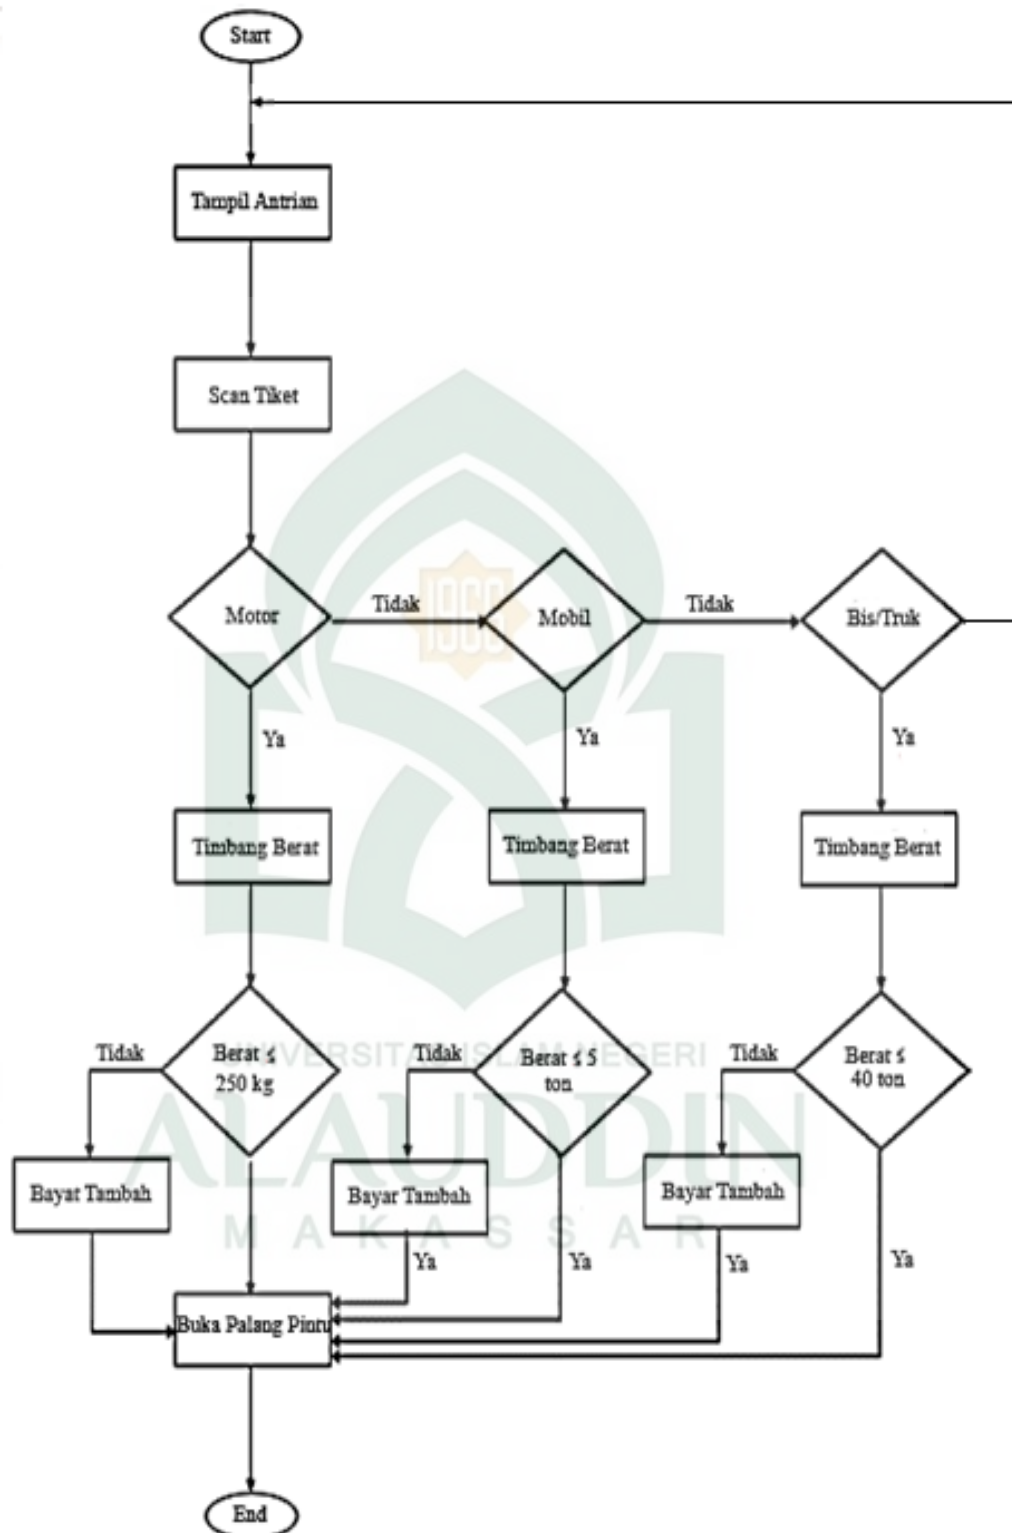 Start
Tampil Antrian
Scan Tiket
Motor
Tidak
Mobil
Tidak
Bis/Truk
Ya
Ya
Ya
Timbang Berat
Timbang Berat
Timbang Berat
Tidak
Berat ≤
250 kg
Tidak
Berat ≤ 5
ton
Tidak
Berat ≤
40 ton
Bayat Tambah
Bayar Tambah
Bayar Tambah
Ya
Ya
Ya
Ya
Buka Palang Pintu
End
1968
UNIVERSITAS ISLAM NEGERI
ALAUDDIN
MAKASSAR